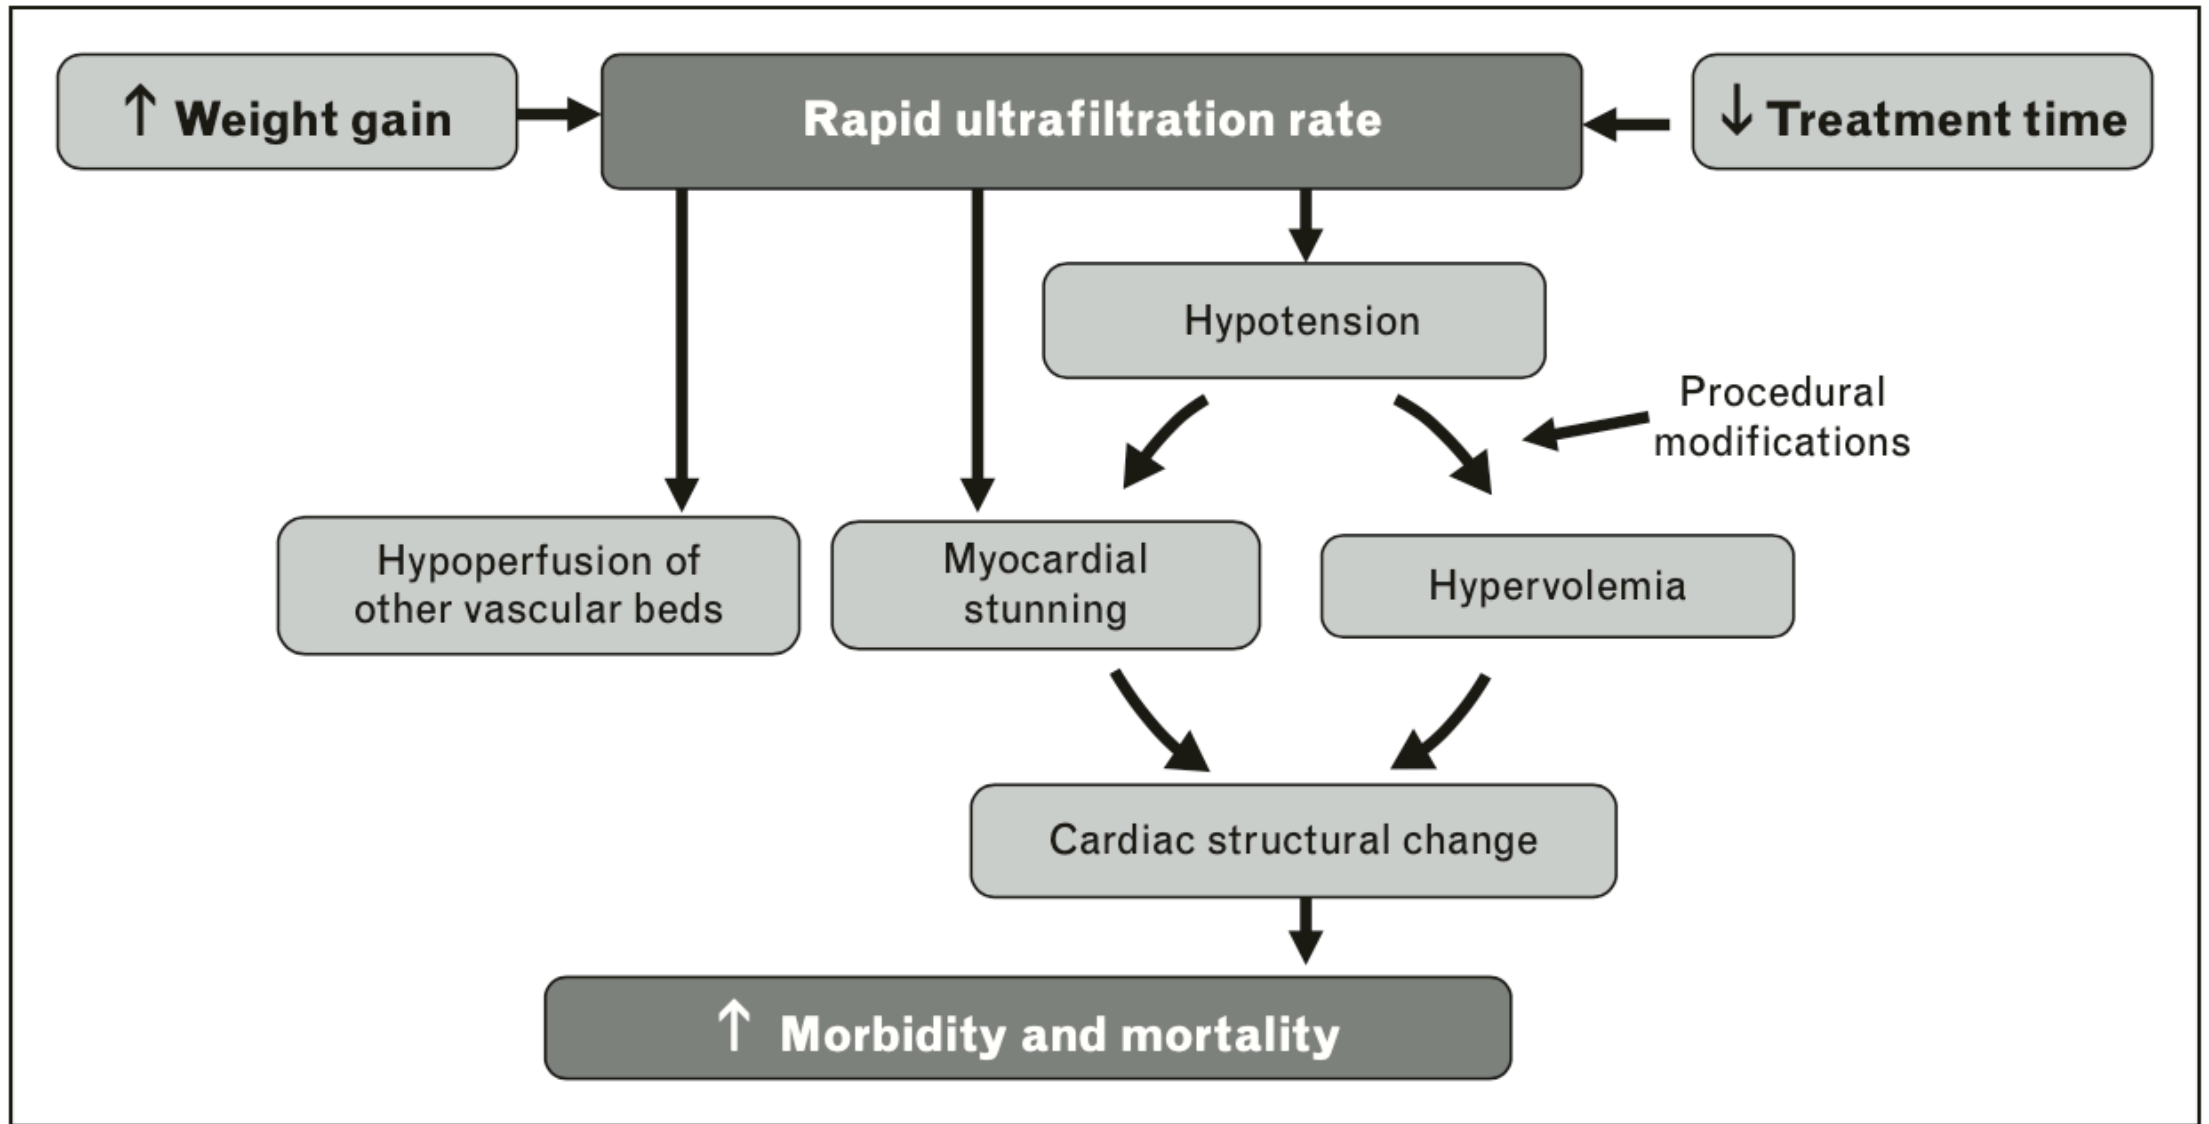 ↑ Weight gain
Rapid ultrafiltration rate
↓ Treatment time
Hypotension
Procedural
modifications
Hypoperfusion of
other vascular beds
Myocardial
stunning
Hypervolemia
Cardiac structural change
↑ Morbidity and mortality